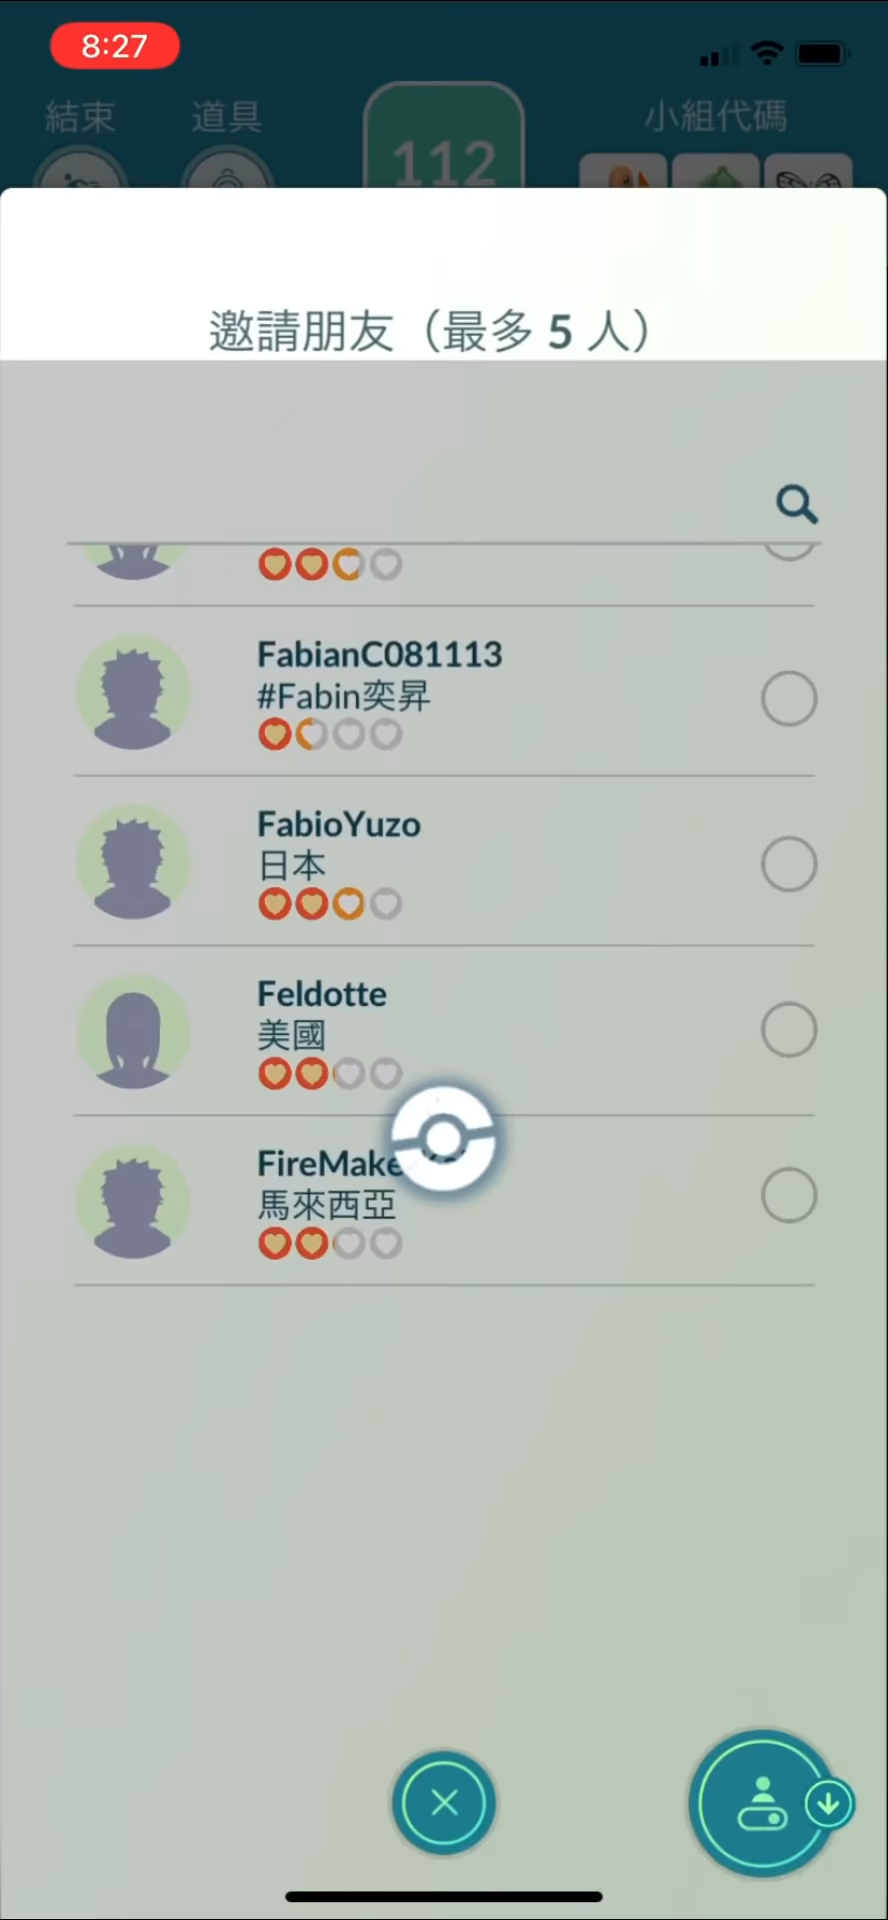 8:27
結束
道具
112
小組代碼
邀請朋友（最多 5 人）
FabianC081113
#Fabin奕昇
FabioYuzo
日本
Feldotte
美國
馬來西亞